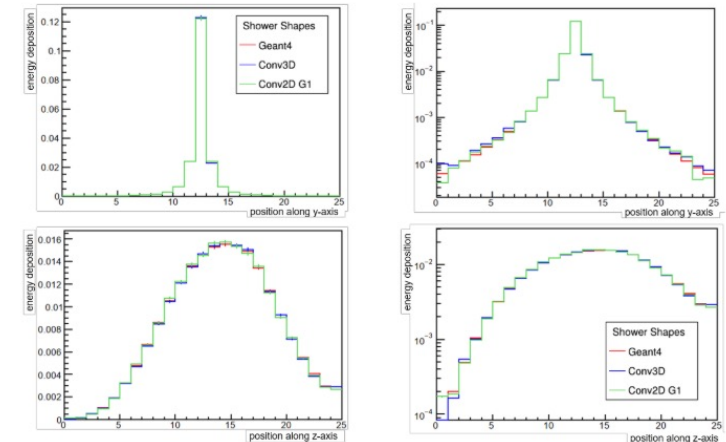 energy deposition
0.12
0.1
0.08
0.06
0.04
0.02
0
Shower Shapes
Geant4
Conv3D
Conv2D G1
0 5 10 15 20 25
position along y-axis
energy deposition
10⁻¹
10⁻²
10⁻³
10⁻⁴
0 5 10 15 20 25
position along y-axis
energy deposition
0.016
0.014
0.012
0.01
0.008
0.006
0.004
0.002
0
0 5 10 15 20 25
position along z-axis
energy deposition
10⁻²
10⁻³
10⁻⁴
Shower Shapes
Geant4
Conv3D
Conv2D G1
0 5 10 15 20 25
position along z-axis